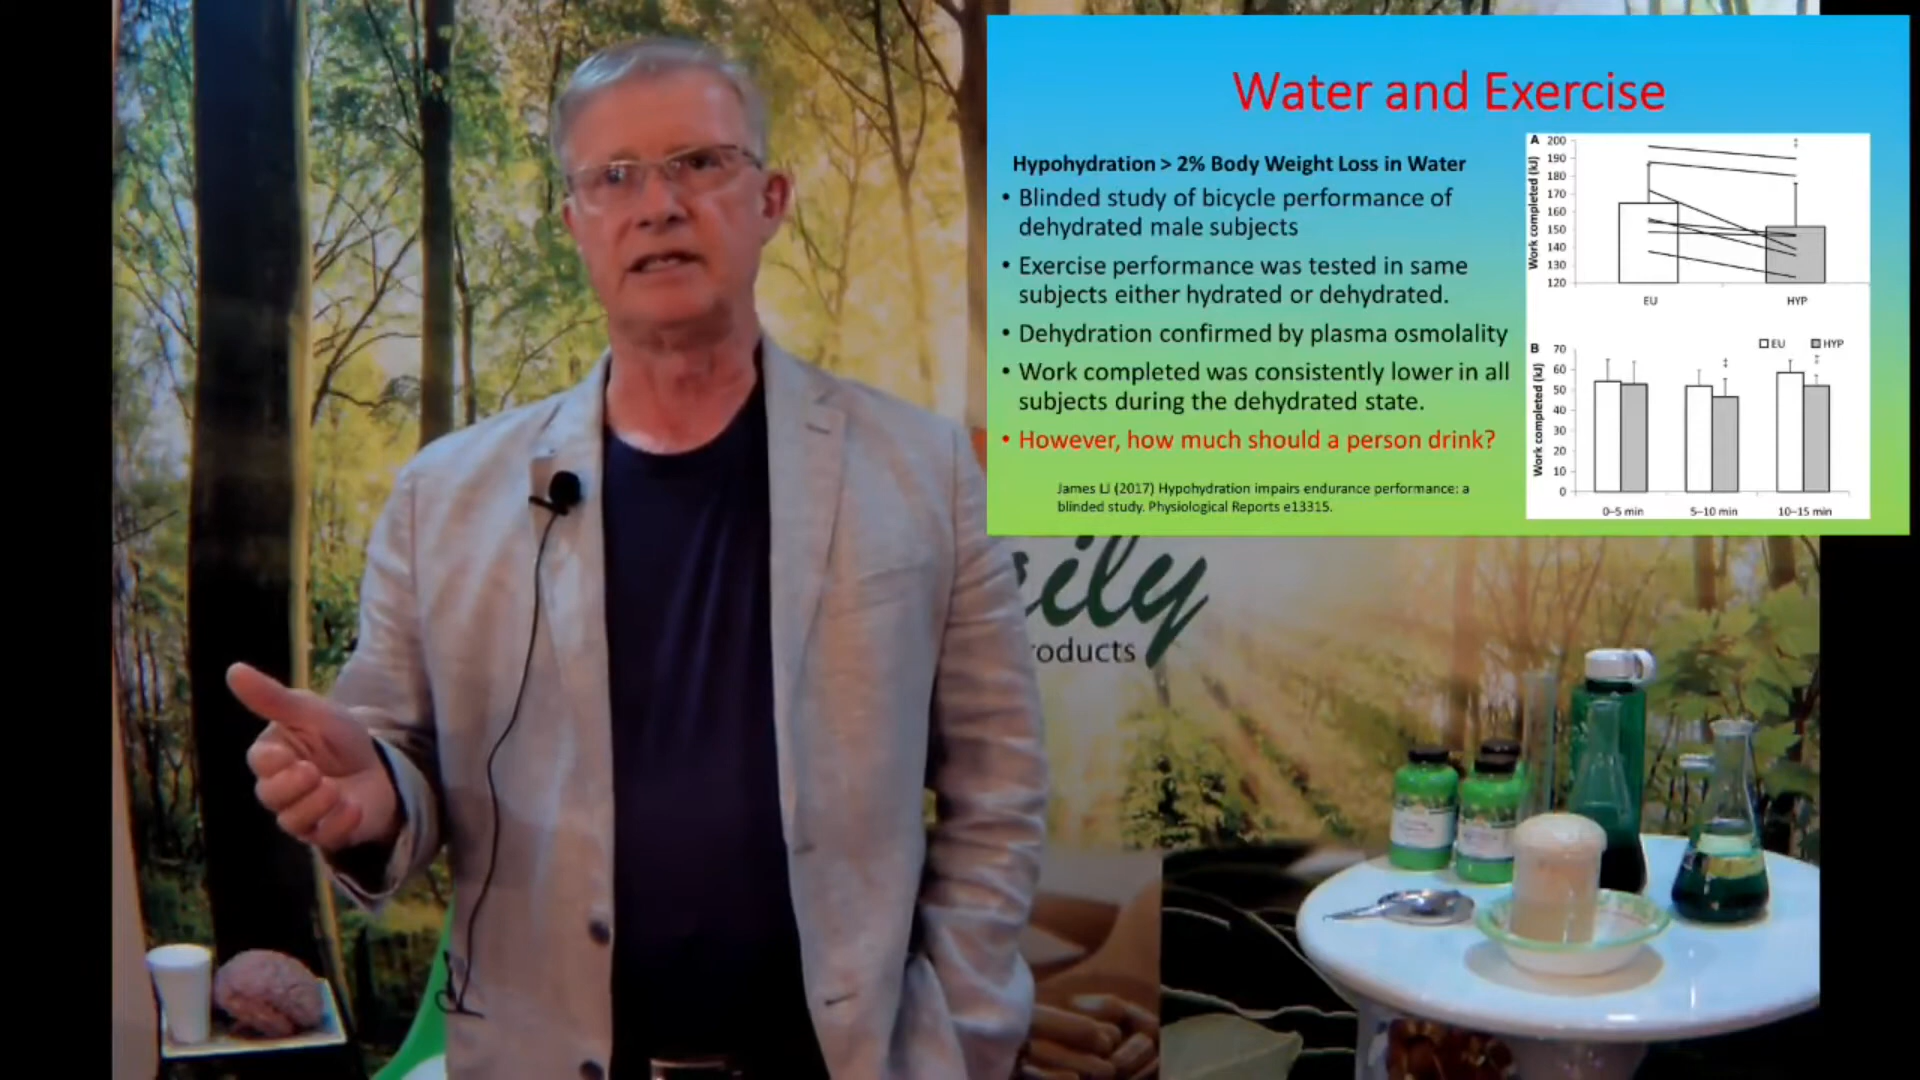 Water and Exercise
Hypohydration > 2% Body Weight Loss in Water
• Blinded study of bicycle performance of
dehydrated male subjects
• Exercise performance was tested in same
subjects either hydrated or dehydrated.
• Dehydration confirmed by plasma osmolality
• Work completed was consistently lower in all
subjects during the dehydrated state.
• However, how much should a person drink?
James LJ (2017) Hypohydration impairs endurance performance: a
blinded study. Physiological Reports e13315.
A
Work completed (kJ)
200
190
180
170
160
150
140
130
120
EU HYP
B
EU HYP
Work completed (kJ)
70
60
50
40
30
20
10
0
0–5 min 5–10 min 10–15 min
ily
roducts